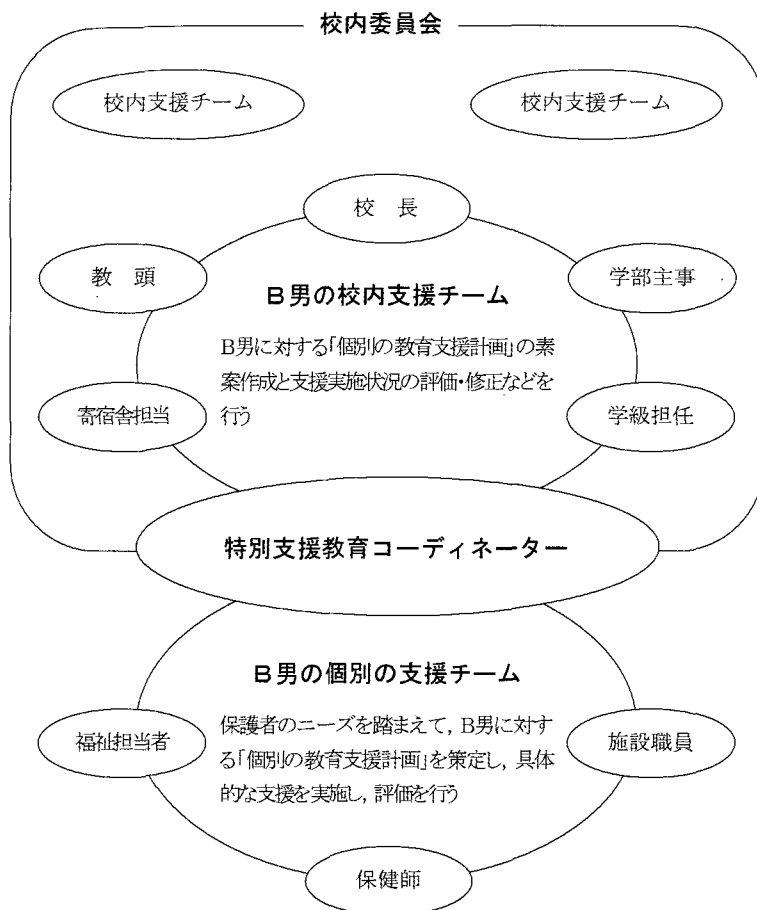 校内委員会
校内支援チーム
校内支援チーム
校 長
教 頭
学部主事
B男の校内支援チーム
B男に対する「個別の教育支援計画」の素
案作成と支援実施状況の評価・修正などを
行う
寄宿舎担当
学級担任
特別支援教育コーディネーター
B男の個別の支援チーム
保護者のニーズを踏まえて, B男に対す
る「個別の教育支援計画」を策定し, 具体
的な支援を実施し, 評価を行う
福祉担当者
施設職員
保健師